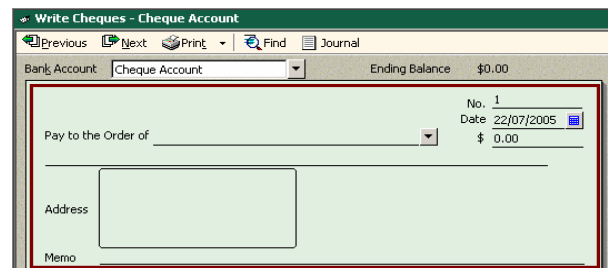 Write Cheques - Cheque Account
Previous Next Print Find Journal
Bank Account Cheque Account Ending Balance $0.00
No. 1
Date 22/07/2005
Pay to the Order of $ 0.00
Address
Memo